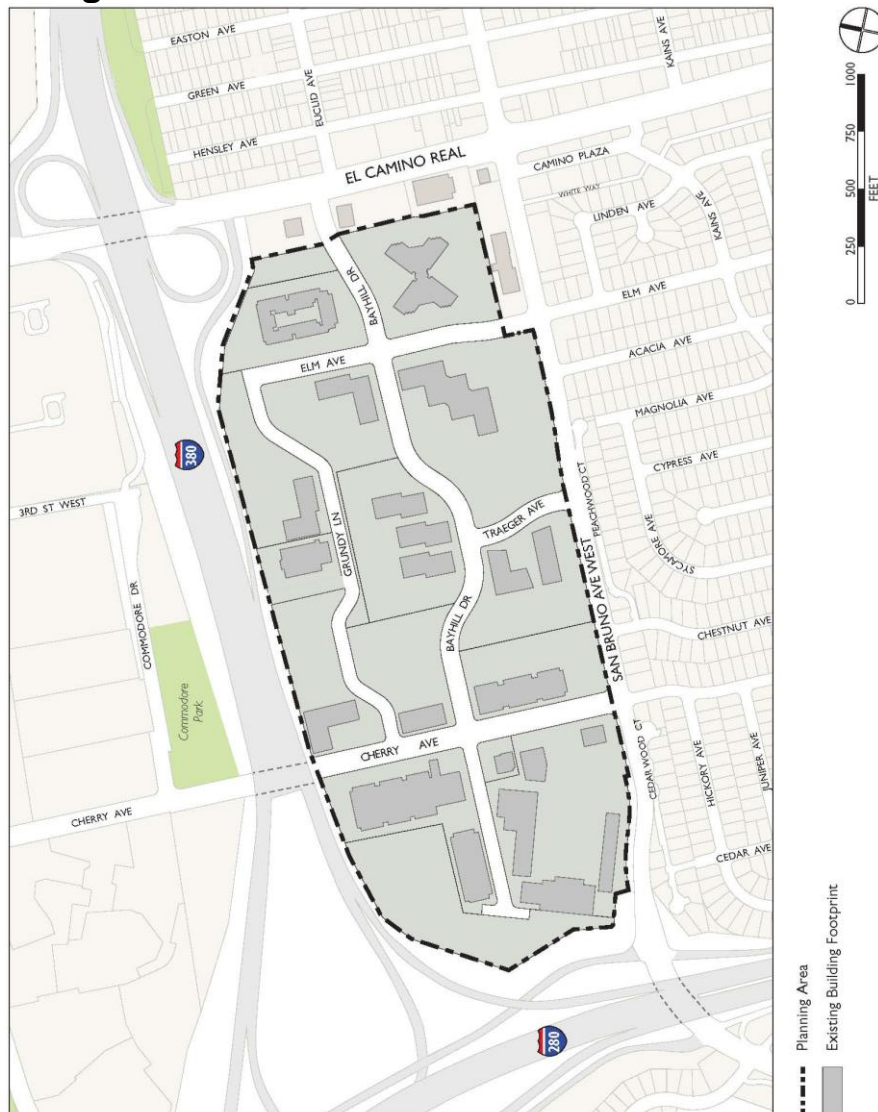 EASTON AVE
GREEN AVE
HENSLEY AVE
EUCLID AVE
KAINS AVE
EL CAMINO REAL
CAMINO PLAZA
WHITE WAY
LINDEN AVE
KAINS AVE
BAYHILL DR
ELM AVE
ELM AVE
ACACIA AVE
MAGNOLIA AVE
CYPRESS AVE
PEACHWOOD CT
SYCAMORE AVE
CHESTNUT AVE
380
3RD ST WEST
COMMODORE DR
Commodore
Park
GRUNDY LN
TRAEGER AVE
BAYHILL DR
SAN BRUNO AVE WEST
CHERRY AVE
CHERRY AVE
CEDARWOOD CT
HICKORY AVE
JUNIPER AVE
CEDAR AVE
280
0 250 500 750 1000
FEET
Planning Area
Existing Building Footprint